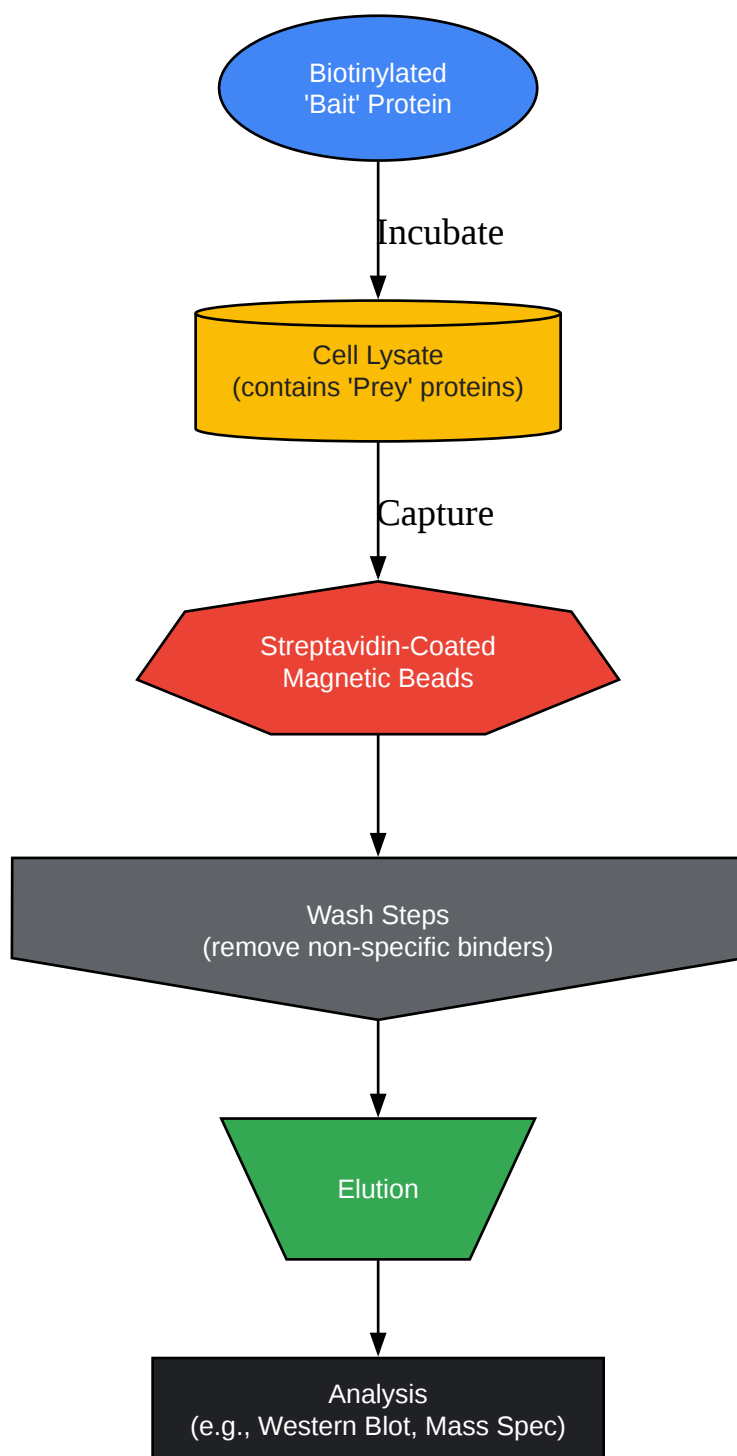 Biotinylated
'Bait' Protein
Incubate
Cell Lysate
(contains 'Prey' proteins)
Capture
Streptavidin-Coated
Magnetic Beads
Wash Steps
(remove non-specific binders)
Elution
Analysis
(e.g., Western Blot, Mass Spec)